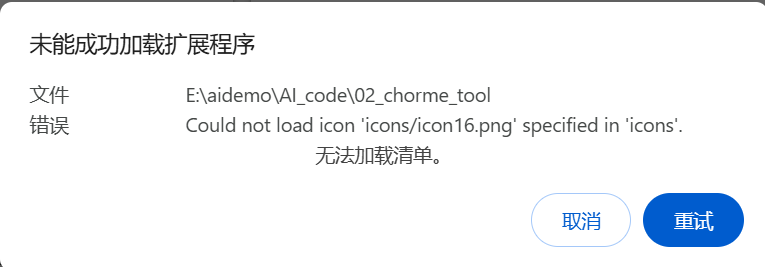 未能成功加载扩展程序
文件 E:\aidemo\AI_code\02_chorme_tool
错误 Could not load icon 'icons/icon16.png' specified in 'icons'.
无法加载清单。
取消 重试